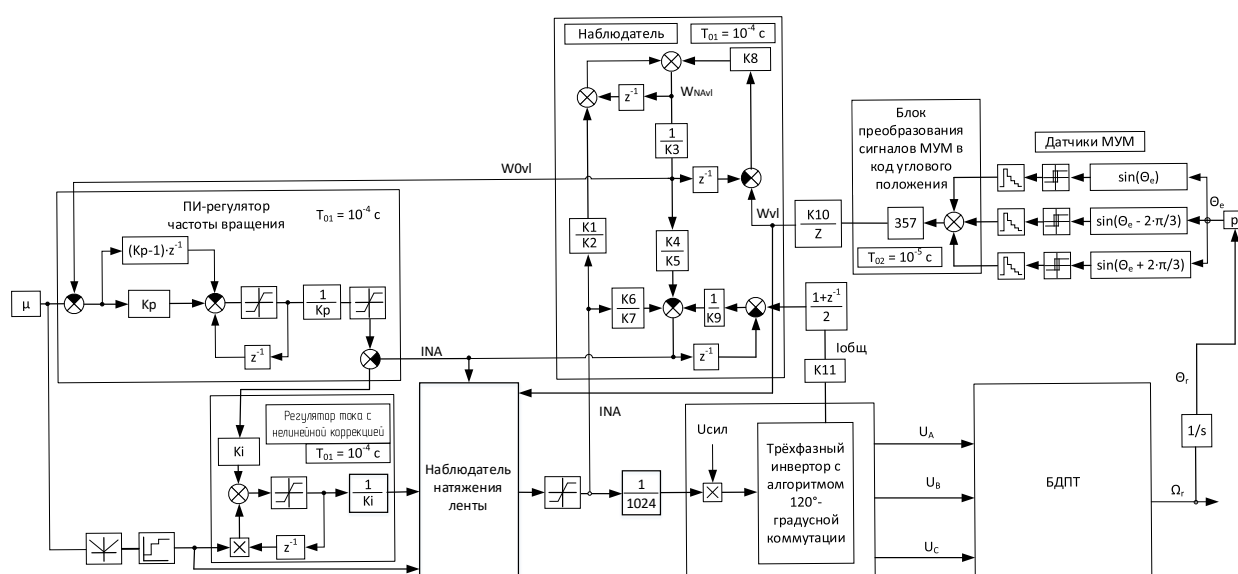 Наблюдатель
T01 = 10-4 с
K8
z-1
WNAvl
1
K3
W0vl
z-1
Wvl
K1
K2
K4
K5
K6
K7
1
K9
z-1
INA
ПИ-регулятор
частоты вращения
T01 = 10-4 с
(Kp-1)·z-1
μ
Kp
1
Kp
z-1
INA
Регулятор тока с
нелинейной коррекцией
T01 = 10-4 с
Ki
1
Ki
z-1
Наблюдатель
натяжения
ленты
1
1024
Uсил
Трёхфазный
инвертор с
алгоритмом
120°-
градусной
коммутации
K11
Iобщ
1+z-1
2
K10
Z
Блок
преобразования
сигналов МУМ в
код углового
положения
357
T02 = 10-5 с
Датчики МУМ
sin(Θe)
sin(Θe - 2·π/3)
sin(Θe + 2·π/3)
Θe
p
Θr
1/s
Ωr
UA
UB
UC
БДПТ